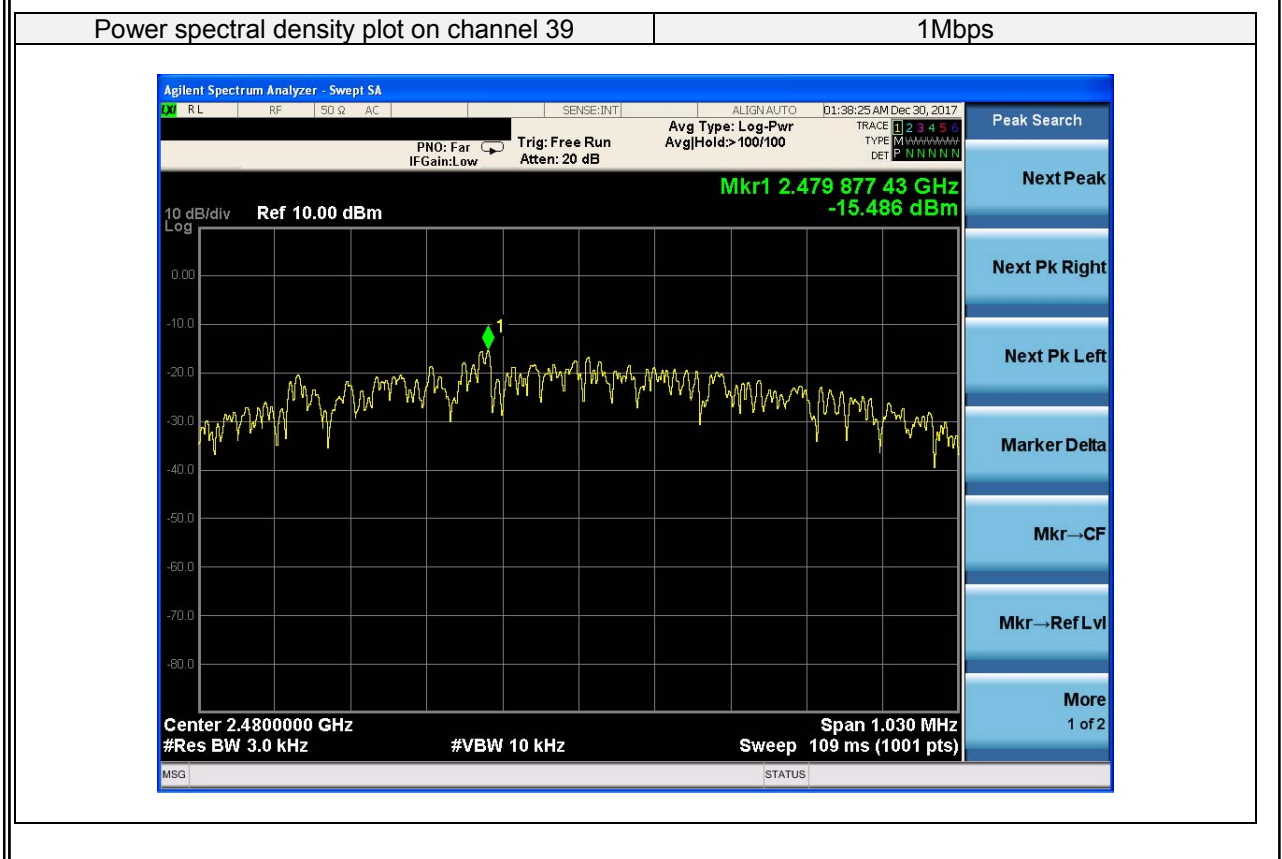 Power spectral density plot on channel 39 1Mbps
Agilent Spectrum Analyzer - Swept SA
LXI RL RF 50 Ω AC SENSE:INT ALIGN AUTO 01:38:25 AM Dec 30, 2017
PNO: Far
IFGain:Low
Trig: Free Run
Atten: 20 dB
Avg Type: Log-Pwr
Avg|Hold:>100/100
TRACE 1 2 3 4 5 6
TYPE M
DET P N N N N N
Peak Search
Mkr1 2.479 877 43 GHz
-15.486 dBm
10 dB/div Ref 10.00 dBm
Log
0.00
-10.0
-20.0
-30.0
-40.0
-50.0
-60.0
-70.0
-80.0
1
Next Peak
Next Pk Right
Next Pk Left
Marker Delta
Mkr→CF
Mkr→Ref Lvl
More
1 of 2
Center 2.4800000 GHz Span 1.030 MHz
#Res BW 3.0 kHz #VBW 10 kHz Sweep 109 ms (1001 pts)
MSG STATUS